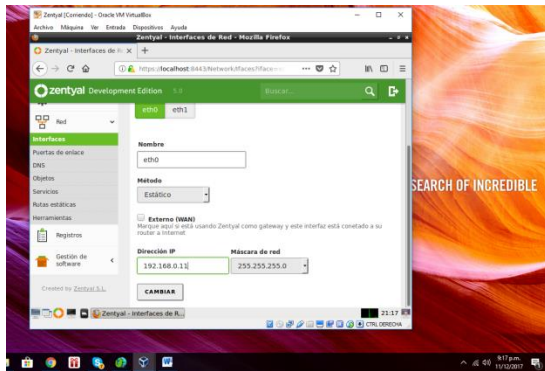 Zentyal [Corriendo] - Oracle VM VirtualBox
Archivo Máquina Ver Entrada Dispositivos Ayuda
Zentyal - Interfaces de Red - Mozilla Firefox
Zentyal - Interfaces de Re
https://localhost:8443/Network/Ifaces?iface=
zentyal Development Edition 5.0
Buscar...
eth0 eth1
Red
Interfaces
Puertas de enlace
DNS
Objetos
Servicios
Rutas estáticas
Herramientas
Registros
Gestión de software
Created by Zentyal S.L.
Nombre
eth0
Método
Estático
Externo (WAN)
Marque aquí si está usando Zentyal como gateway y este interfaz está conetado a su
router a Internet
Dirección IP Máscara de red
192.168.0.11 255.255.255.0
CAMBIAR
Zentyal - Interfaces de R...
21:17
CTRL DERECHA
SEARCH OF INCREDIBLE
9:17 p.m.
11/12/2017